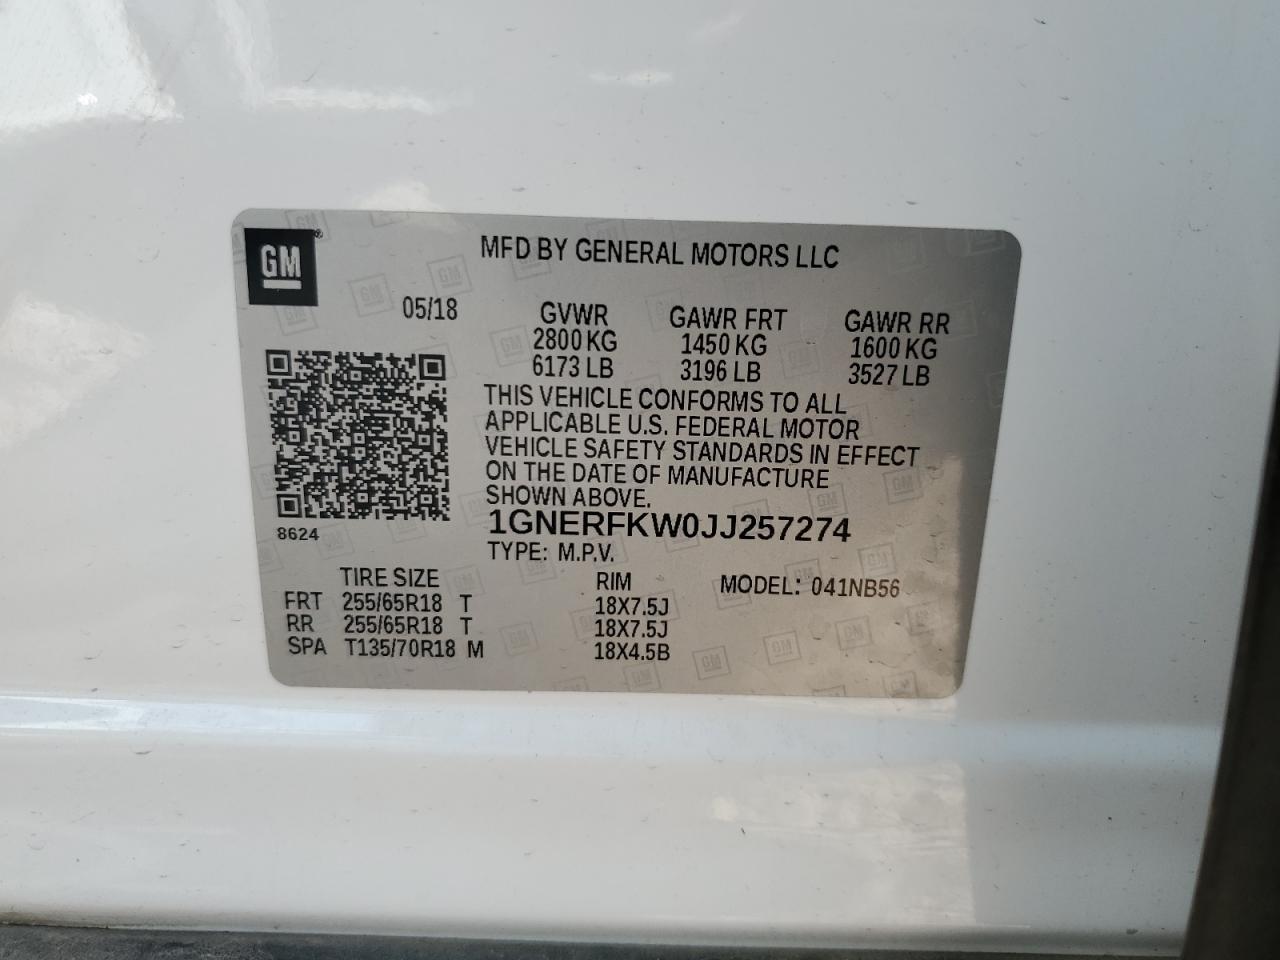 GM
MFD BY GENERAL MOTORS LLC
05/18
GVWR GAWR FRT GAWR RR
2800 KG 1450 KG 1600 KG
6173 LB 3196 LB 3527 LB
THIS VEHICLE CONFORMS TO ALL
APPLICABLE U.S. FEDERAL MOTOR
VEHICLE SAFETY STANDARDS IN EFFECT
ON THE DATE OF MANUFACTURE
SHOWN ABOVE.
8624
1GNERFKW0JJ257274
TYPE: M.P.V.
TIRE SIZE RIM MODEL: 041NB56
FRT 255/65R18 T 18X7.5J
RR 255/65R18 T 18X7.5J
SPA T135/70R18 M 18X4.5B